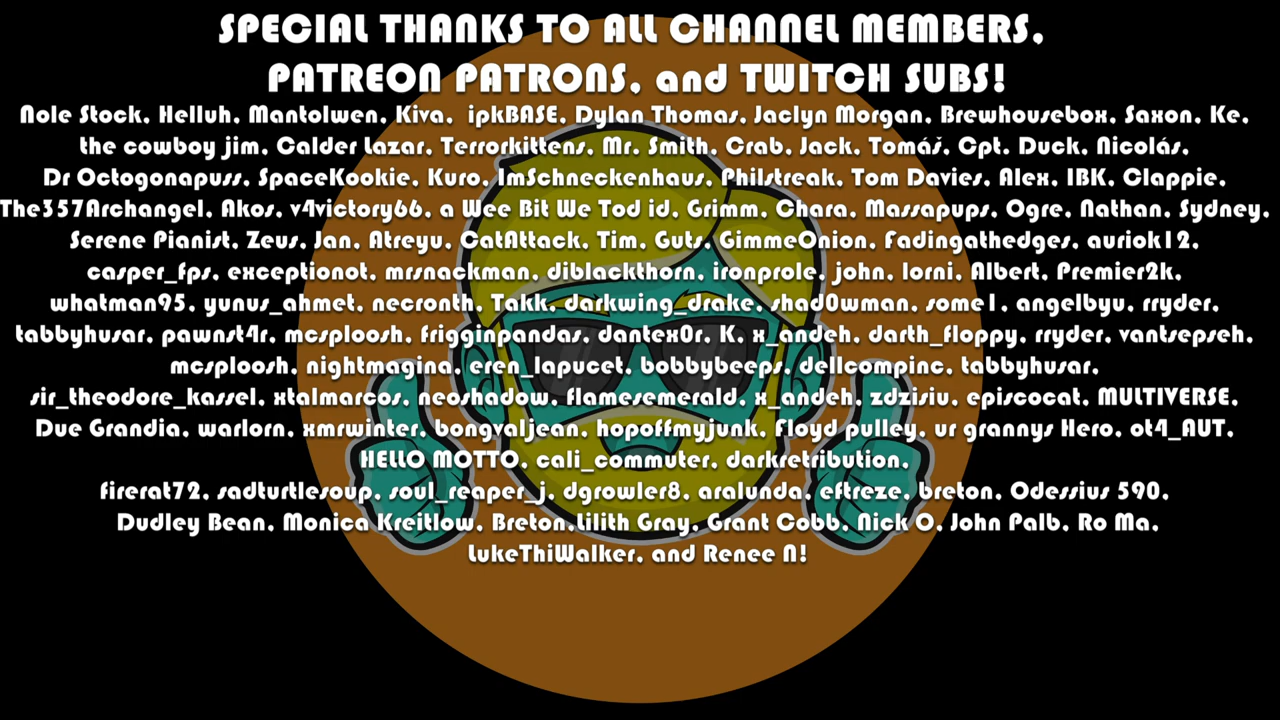 SPECIAL THANKS TO ALL CHANNEL MEMBERS,
PATREON PATRONS, and TWITCH SUBS!
Nole Stock, Helluh, Mantolwen, Kiva, ipkBASE, Dylan Thomas, Jaclyn Morgan, Brewhousebox, Saxon, Ke,
the cowboy jim, Calder Lazar, Terrorkittens, Mr. Smith, Crab, Jack, Tomáš, Cpt. Duck, Nicolás,
Dr Octogonapuss, SpaceKookie, Kuro, ImSchneckenhaus, Philstreak, Tom Davies, Alex, IBK, Clappie,
The357Archangel, Akos, v4victory66, a Wee Bit We Tod id, Grimm, Chara, Massapups, Ogre, Nathan, Sydney,
Serene Pianist, Zeus, Jan, Atreyu, CatAttack, Tim, Guts, GimmeOnion, Fadingathedges, auriok12,
casper_fps, exceptionot, mrsnackman, diblackthorn, ironprole, john, lorni, Albert, Premier2k,
whatman95, yunus_ahmet, necronth, Takk, darkwing_drake, shad0wman, some1, angelbyu, rryder,
tabbyhusar, pawnst4r, mcsploosh, frigginpandas, dantex0r, K, x_andeh, darth_floppy, rryder, vantsepseh,
mcsploosh, nightmagina, eren_lapucet, bobbybeeps, dellcompinc, tabbyhusar,
sir_theodore_kassel, xtalmarcos, neoshadow, flamesemerald, x_andeh, zdzisiu, episcocat, MULTIVERSE,
Due Grandia, warlorn, xmrwinter, bongvaljean, hopoffmyjunk, Floyd pulley, ur grannys Hero, ot4_AUT,
HELLO MOTTO, cali_commuter, darkretribution,
firerat72, sadturtlesoup, soul_reaper_j, dgrowler8, aralunda, eftreze, breton, Odessius 590,
Dudley Bean, Monica Kreitlow, Breton,Lilith Gray, Grant Cobb, Nick O, John Palb, Ro Ma,
LukeThiWalker, and Renee N!